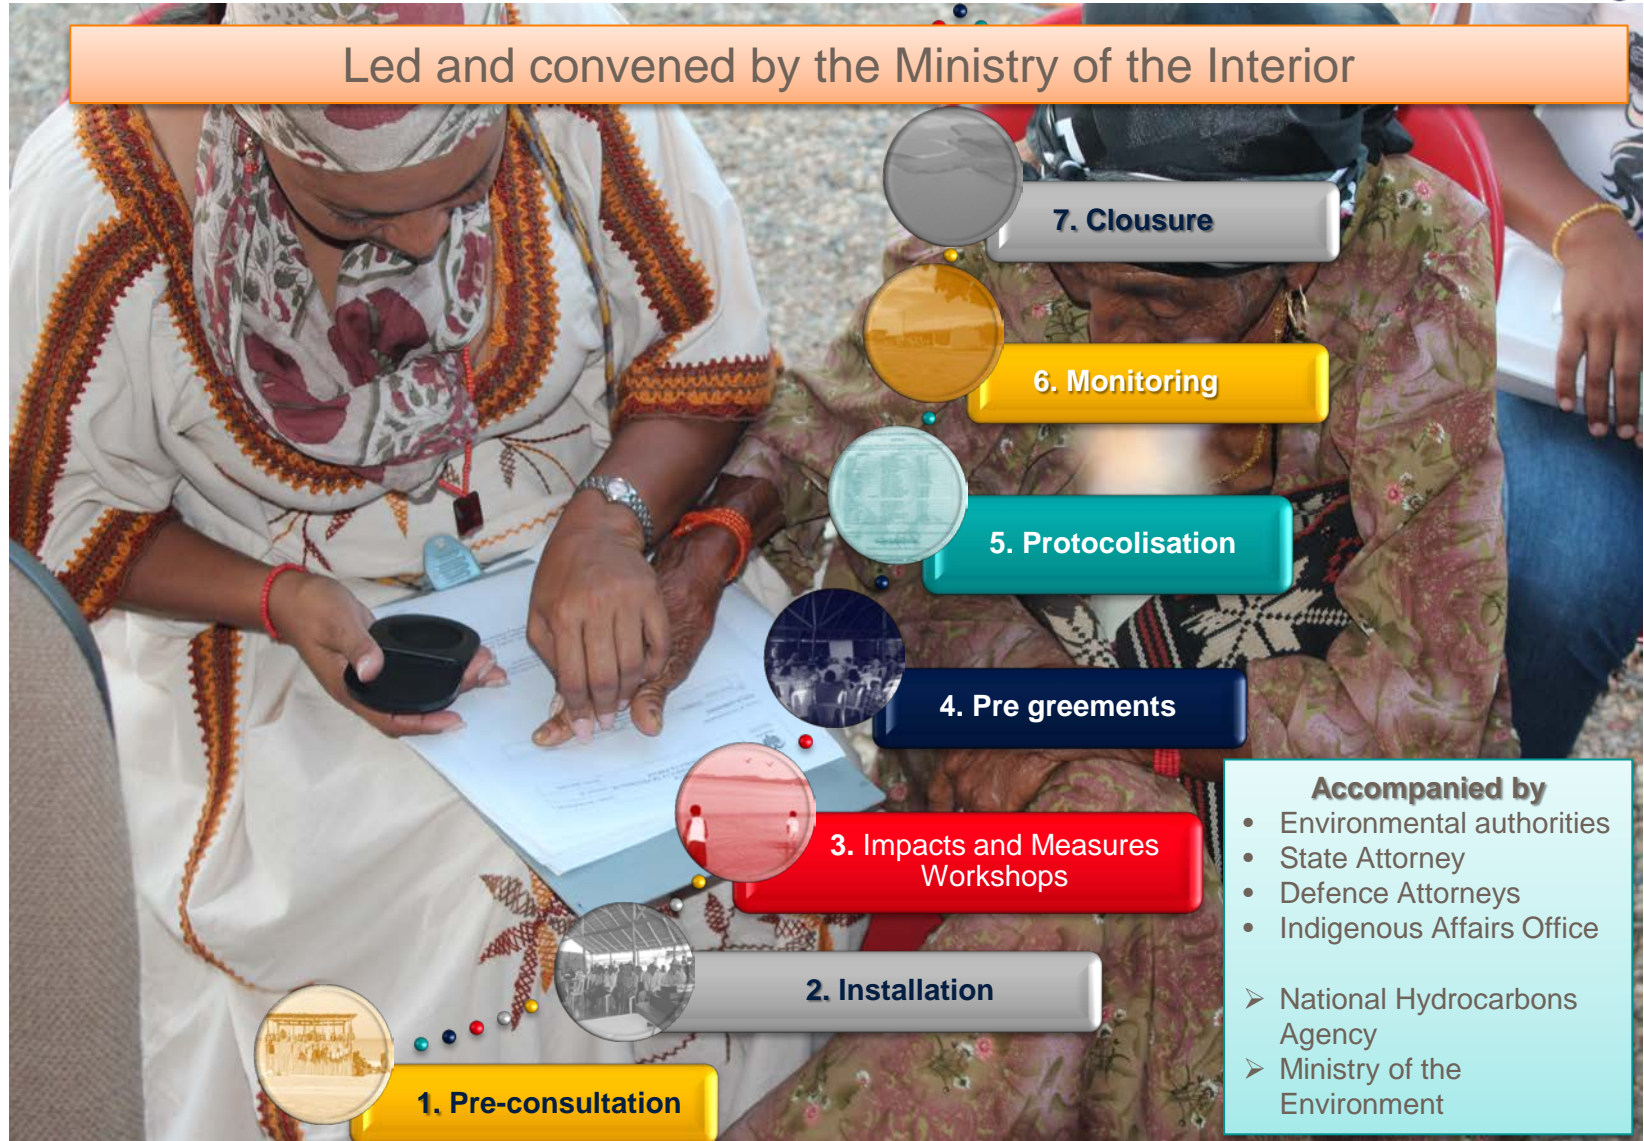 Led and convened by the Ministry of the Interior
7. Clousure
6. Monitoring
5. Protocolisation
4. Pre greements
3. Impacts and Measures
Workshops
2. Installation
1. Pre-consultation
Accompanied by
• Environmental authorities
• State Attorney
• Defence Attorneys
• Indigenous Affairs Office
➢ National Hydrocarbons
Agency
➢ Ministry of the
Environment